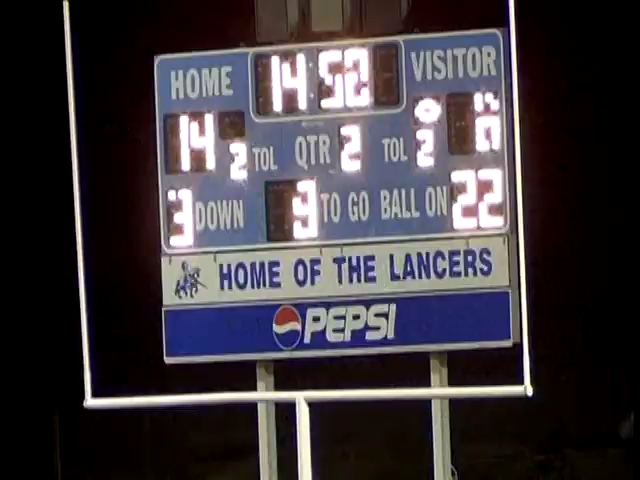 HOME 14 52 VISITOR
14 2 TOL QTR 2 TOL 2
3 DOWN 9 TO GO BALL ON 22
HOME OF THE LANCERS
PEPSI